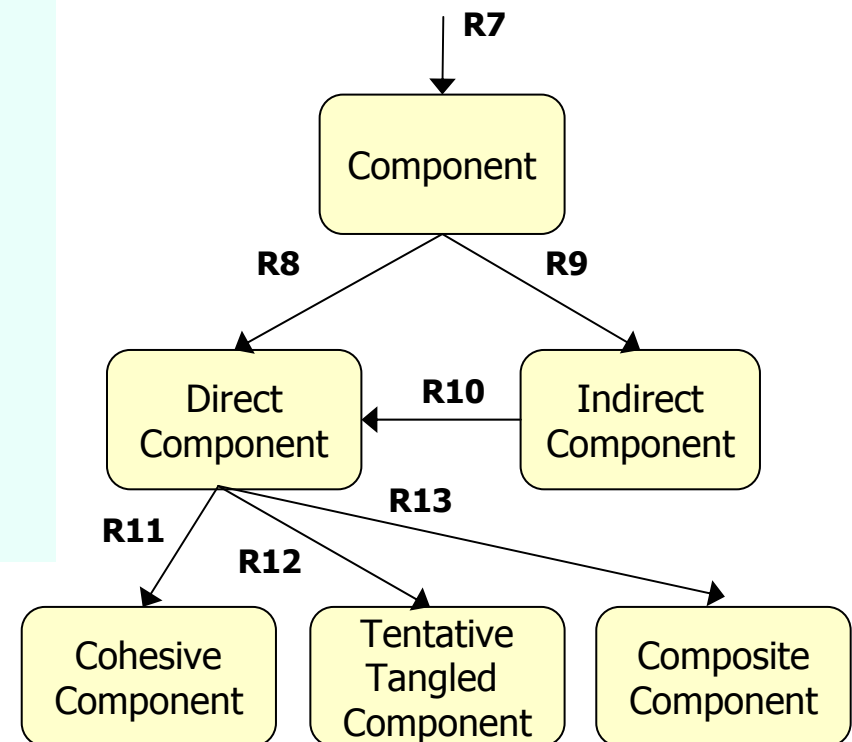 R7
Component
R8
R9
Direct
Component
R10
Indirect
Component
R11
R12
R13
Cohesive
Component
Tentative
Tangled
Component
Composite
Component